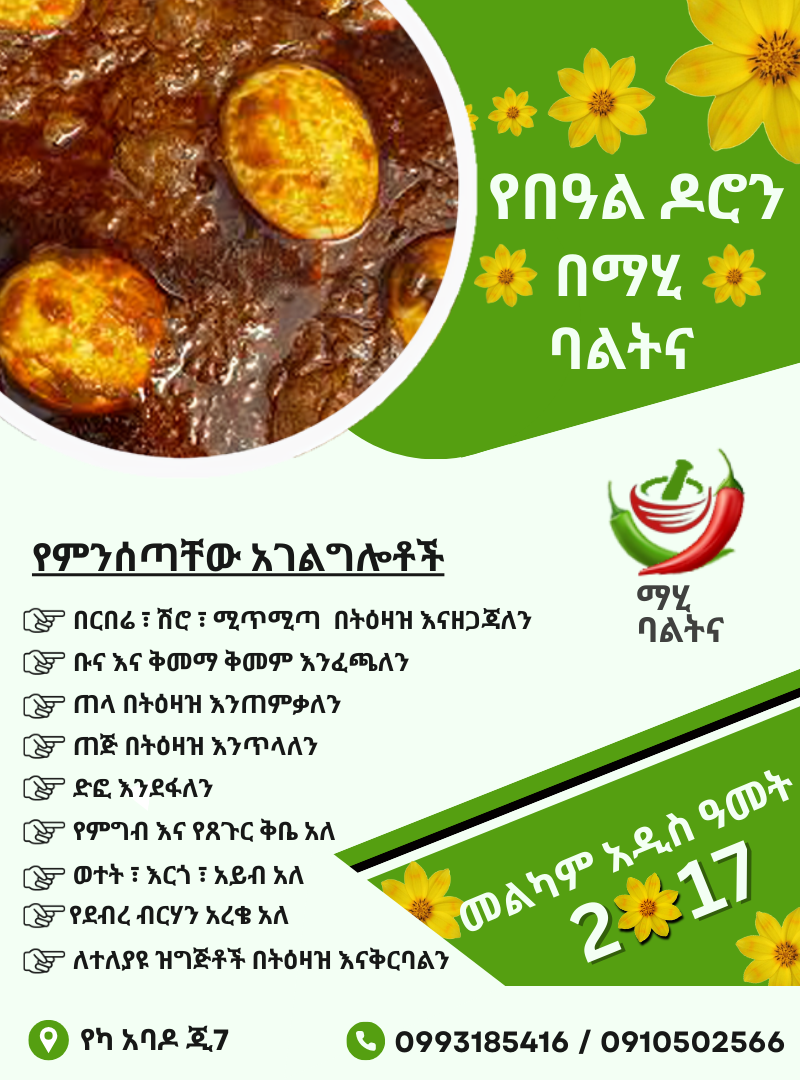 የበዓል ዶሮን
በማሂ
ባልትና
ማሂ
ባልትና
የምንሰጣቸው አገልግሎቶች
በርበሬ ፣ ሽሮ ፣ ሚጥሚጣ በትዕዛዝ እናዘጋጃለን
ቡና እና ቅመማ ቅመም እንፈጫለን
ጠላ በትዕዛዝ እንጠምቃለን
ጠጅ በትዕዛዝ እንጥላለን
ድፎ እንደፋለን
የምግብ እና የጸጉር ቅቤ አለ
ወተት ፣ እርጎ ፣ አይብ አለ
የደብረ ብርሃን አረቄ አለ
ለተለያዩ ዝግጅቶች በትዕዛዝ እናቅርባልን
መልካም አዲስ ዓመት
2017
የካ አባዶ ጂ7
0993185416 / 0910502566